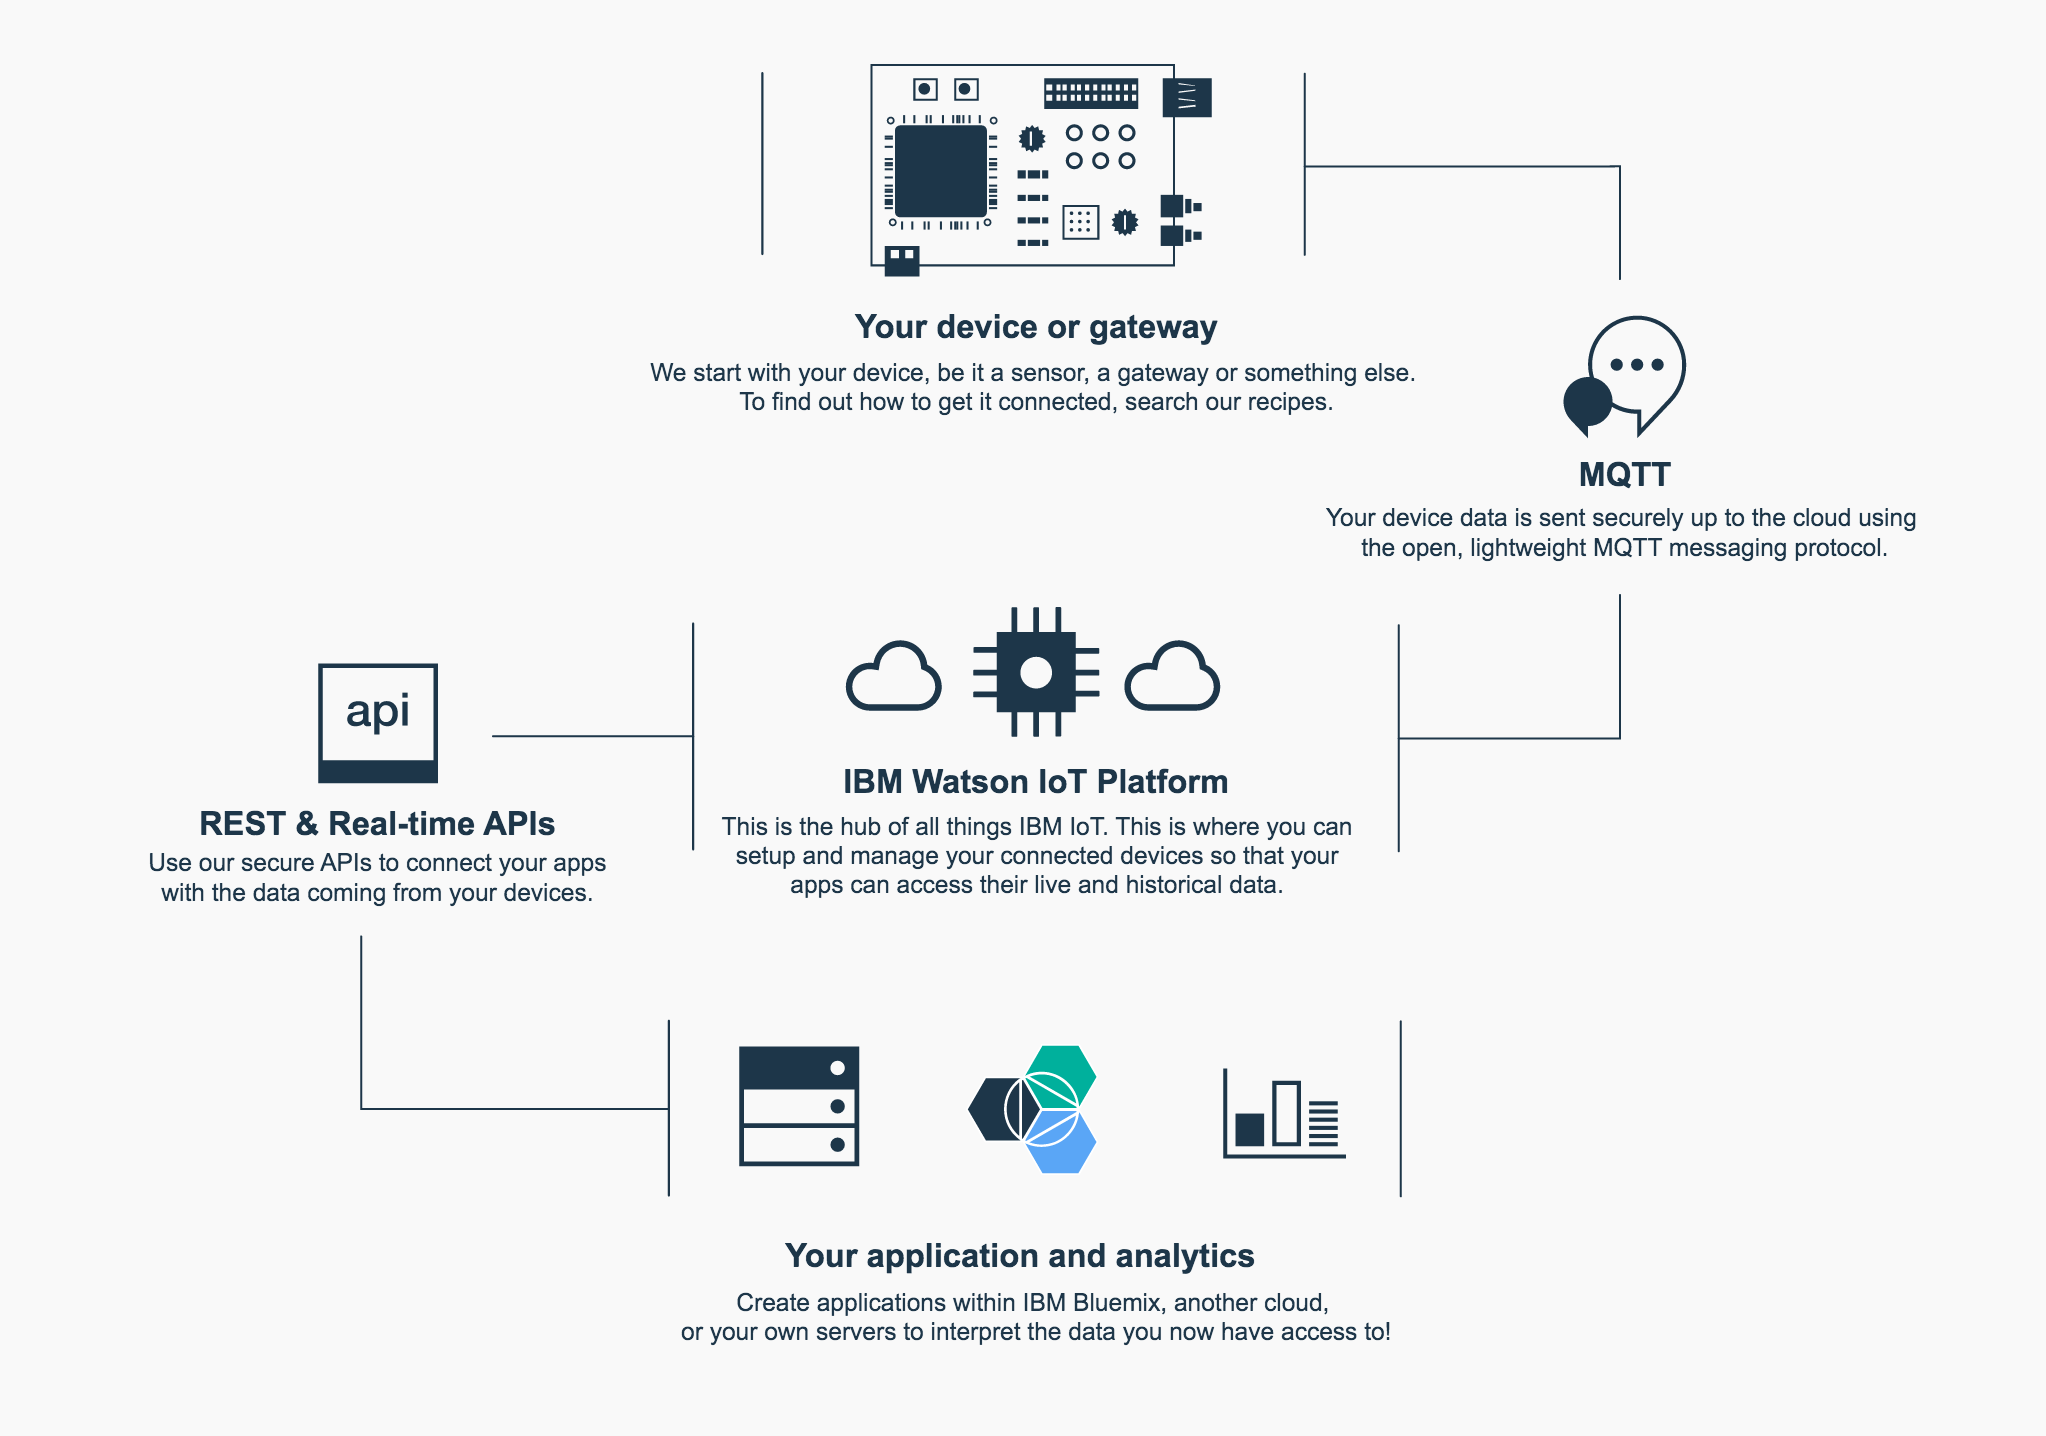 Your device or gateway
We start with your device, be it a sensor, a gateway or something else.
To find out how to get it connected, search our recipes.
MQTT
Your device data is sent securely up to the cloud using
the open, lightweight MQTT messaging protocol.
api
REST & Real-time APIs
Use our secure APIs to connect your apps
with the data coming from your devices.
IBM Watson IoT Platform
This is the hub of all things IBM IoT. This is where you can
setup and manage your connected devices so that your
apps can access their live and historical data.
Your application and analytics
Create applications within IBM Bluemix, another cloud,
or your own servers to interpret the data you now have access to!